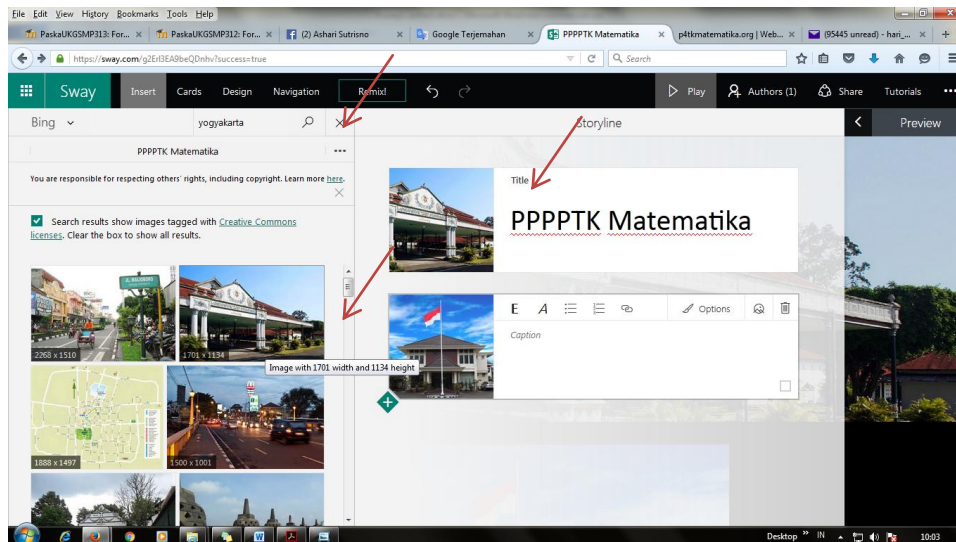 File Edit View History Bookmarks Tools Help
PaskaUKGSMP313: For... × PaskaUKGSMP312: For... × (2) Ashari Sutrisno × Google Terjemahan × PPPPTK Matematika × p4tkmatematika.org | Web... × (95445 unread) - hari_... × +
https://sway.com/g2ErI3EA9beQDnhv?success=true Search
Sway Insert Cards Design Navigation Remix! Play Authors (1) Share Tutorials
Bing yogyakarta Storyline Preview
PPPPTK Matematika
You are responsible for respecting others' rights, including copyright. Learn more here.
Search results show images tagged with Creative Commons
licenses. Clear the box to show all results.
Title
PPPPTK Matematika
E A Options
Caption
2268 x 1510 1701 x 1134
Image with 1701 width and 1134 height
1888 x 1497 1500 x 1001
Desktop » IN 10:03